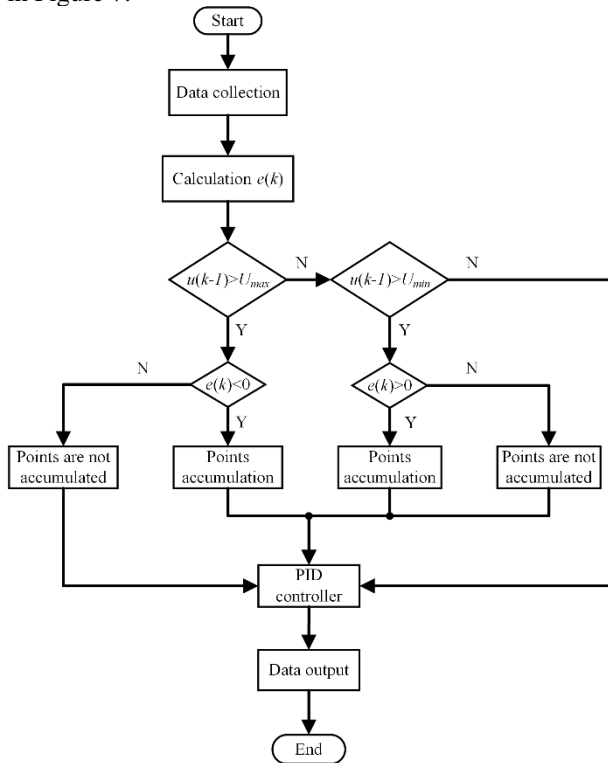 in Figure 7.
Start
Data collection
Calculation e(k)
u(k-1)>Umax
N
u(k-1)>Umin
N
Y
Y
N
e(k)<0
e(k)>0
N
Y
Y
Points are not
accumulated
Points
accumulation
Points
accumulation
Points are not
accumulated
PID
controller
Data output
End